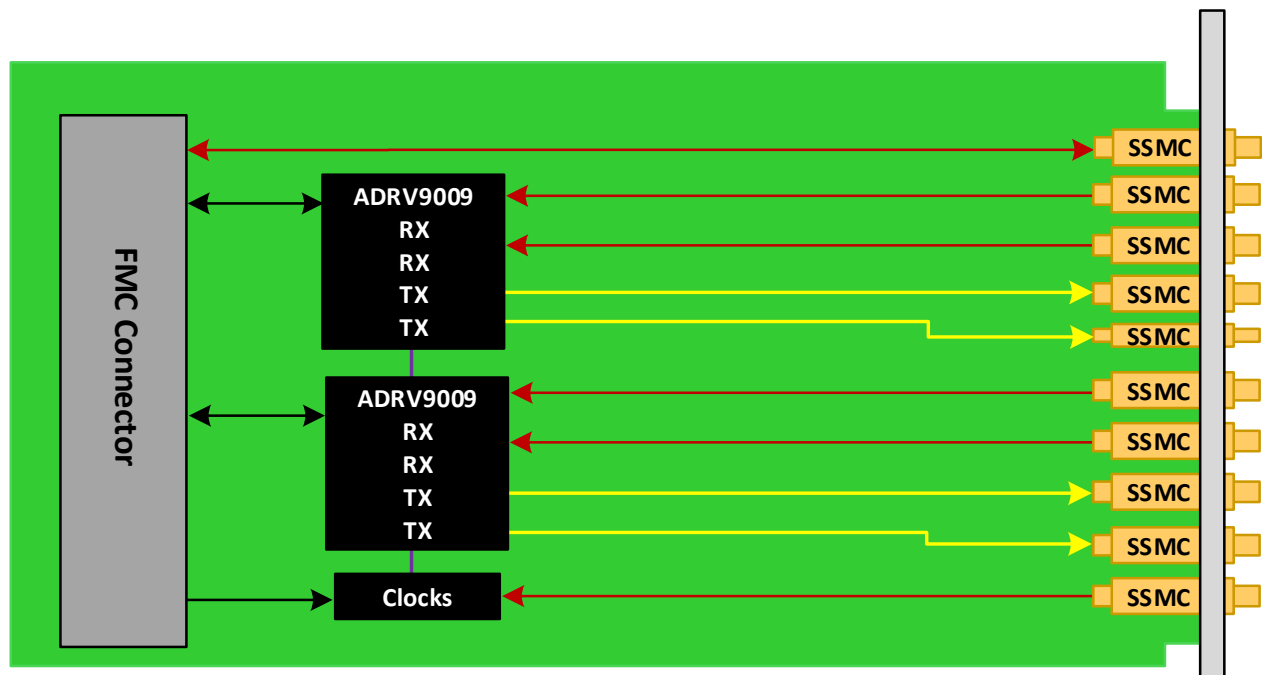 FMC Connector
ADRV9009
RX
RX
TX
TX
ADRV9009
RX
RX
TX
TX
Clocks
SSMC
SSMC
SSMC
SSMC
SSMC
SSMC
SSMC
SSMC
SSMC
SSMC